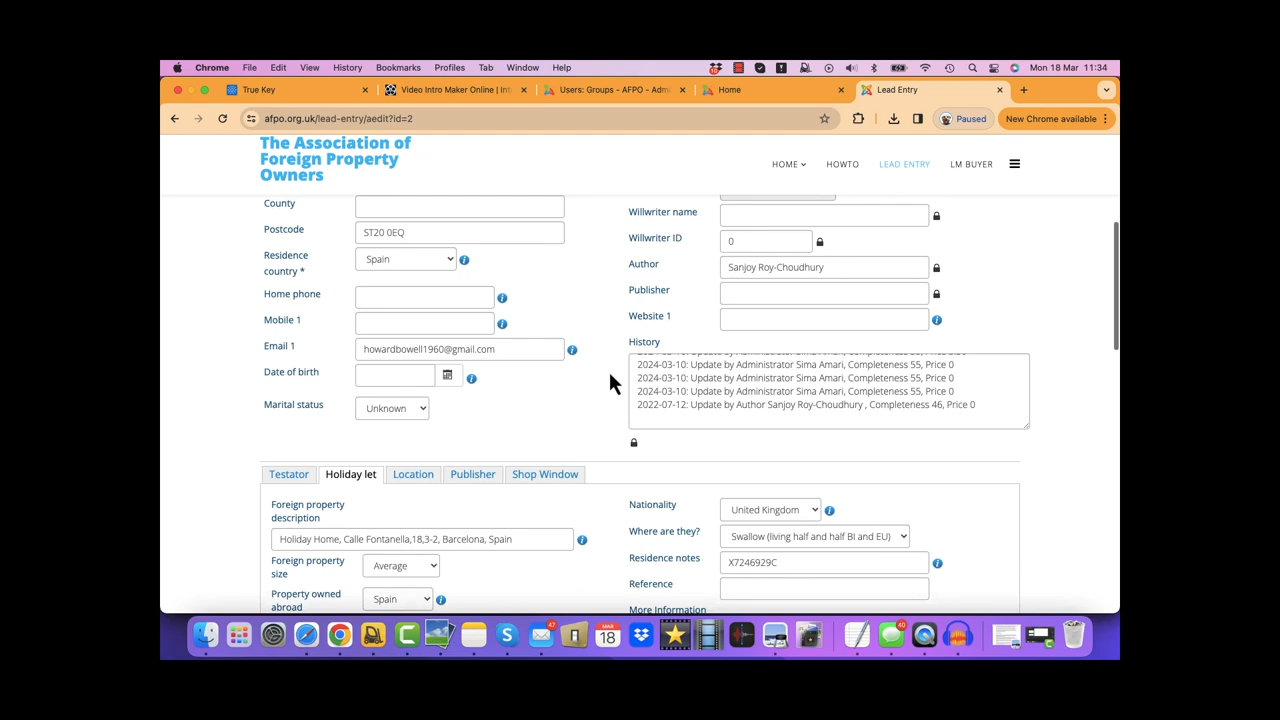 Chrome File Edit View History Bookmarks Profiles Tab Window Help Mon 18 Mar 11:34
True Key
Video Intro Maker Online | Int
Users: Groups - AFPO - Adm
Home
Lead Entry
afpo.org.uk/lead-entry/aedit?id=2
Paused
New Chrome available
The Association of
Foreign Property
Owners
HOME HOWTO LEAD ENTRY LM BUYER
County
Postcode ST20 0EQ
Residence
country * Spain
Home phone
Mobile 1
Email 1 howardbowell1960@gmail.com
Date of birth
Marital status Unknown
Willwriter name
Willwriter ID 0
Author Sanjoy Roy-Choudhury
Publisher
Website 1
History
2024-03-10: Update by Administrator Sima Amari, Completeness 55, Price 0
2024-03-10: Update by Administrator Sima Amari, Completeness 55, Price 0
2024-03-10: Update by Administrator Sima Amari, Completeness 55, Price 0
2022-07-12: Update by Author Sanjoy Roy-Choudhury , Completeness 46, Price 0
Testator Holiday let Location Publisher Shop Window
Foreign property
description
Holiday Home, Calle Fontanella,18,3-2, Barcelona, Spain
Foreign property
size Average
Property owned
abroad Spain
Nationality United Kingdom
Where are they? Swallow (living half and half BI and EU)
Residence notes X7246929C
Reference
More Information
47
MAR
18
40